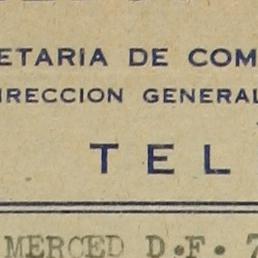 ETARIA DE COM
IRECCION GENERAL
TEL
MERCED D.F. 7